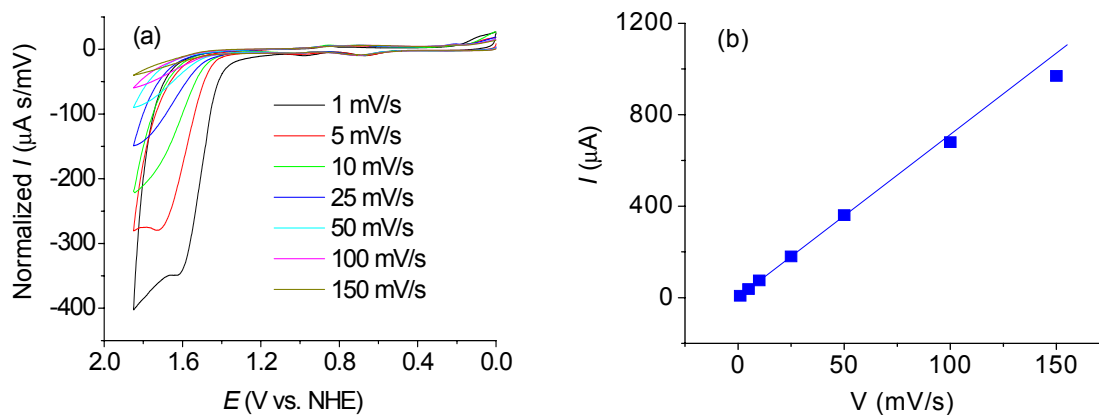 (a)
Normalized I (μA s/mV)
0
-100
-200
-300
-400
1 mV/s
5 mV/s
10 mV/s
25 mV/s
50 mV/s
100 mV/s
150 mV/s
2.0 1.6 1.2 0.8 0.4 0.0
E (V vs. NHE)
(b)
I (μA)
1200
800
400
0
0 50 100 150
V (mV/s)